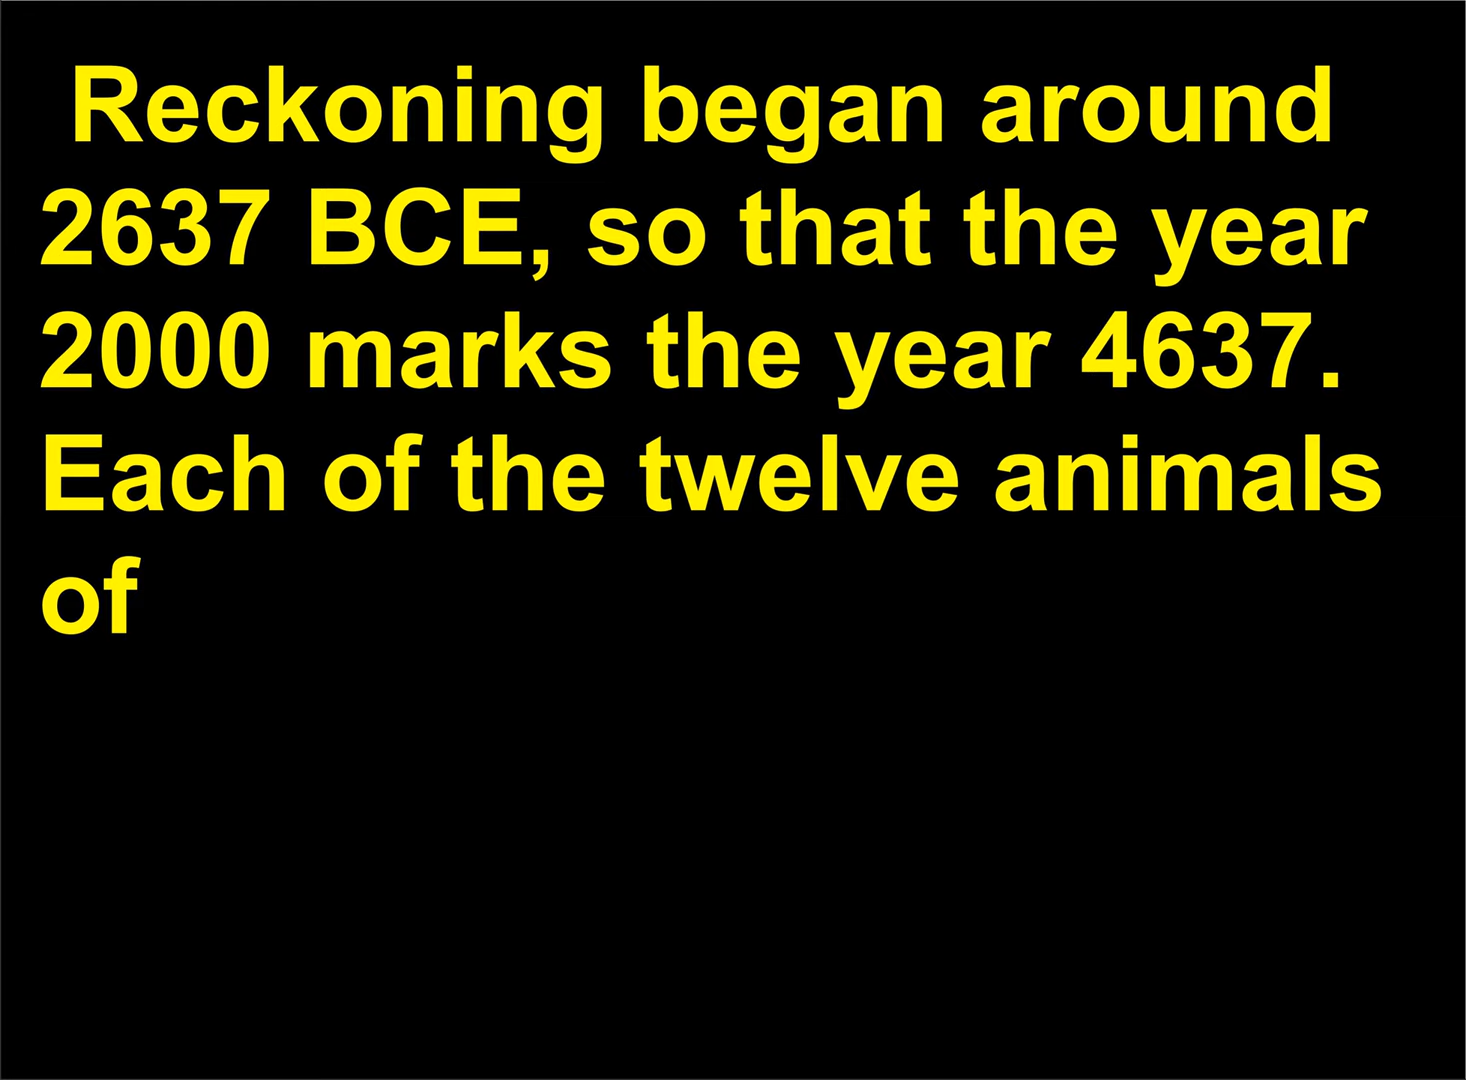 Reckoning began around
2637 BCE, so that the year
2000 marks the year 4637.
Each of the twelve animals
of